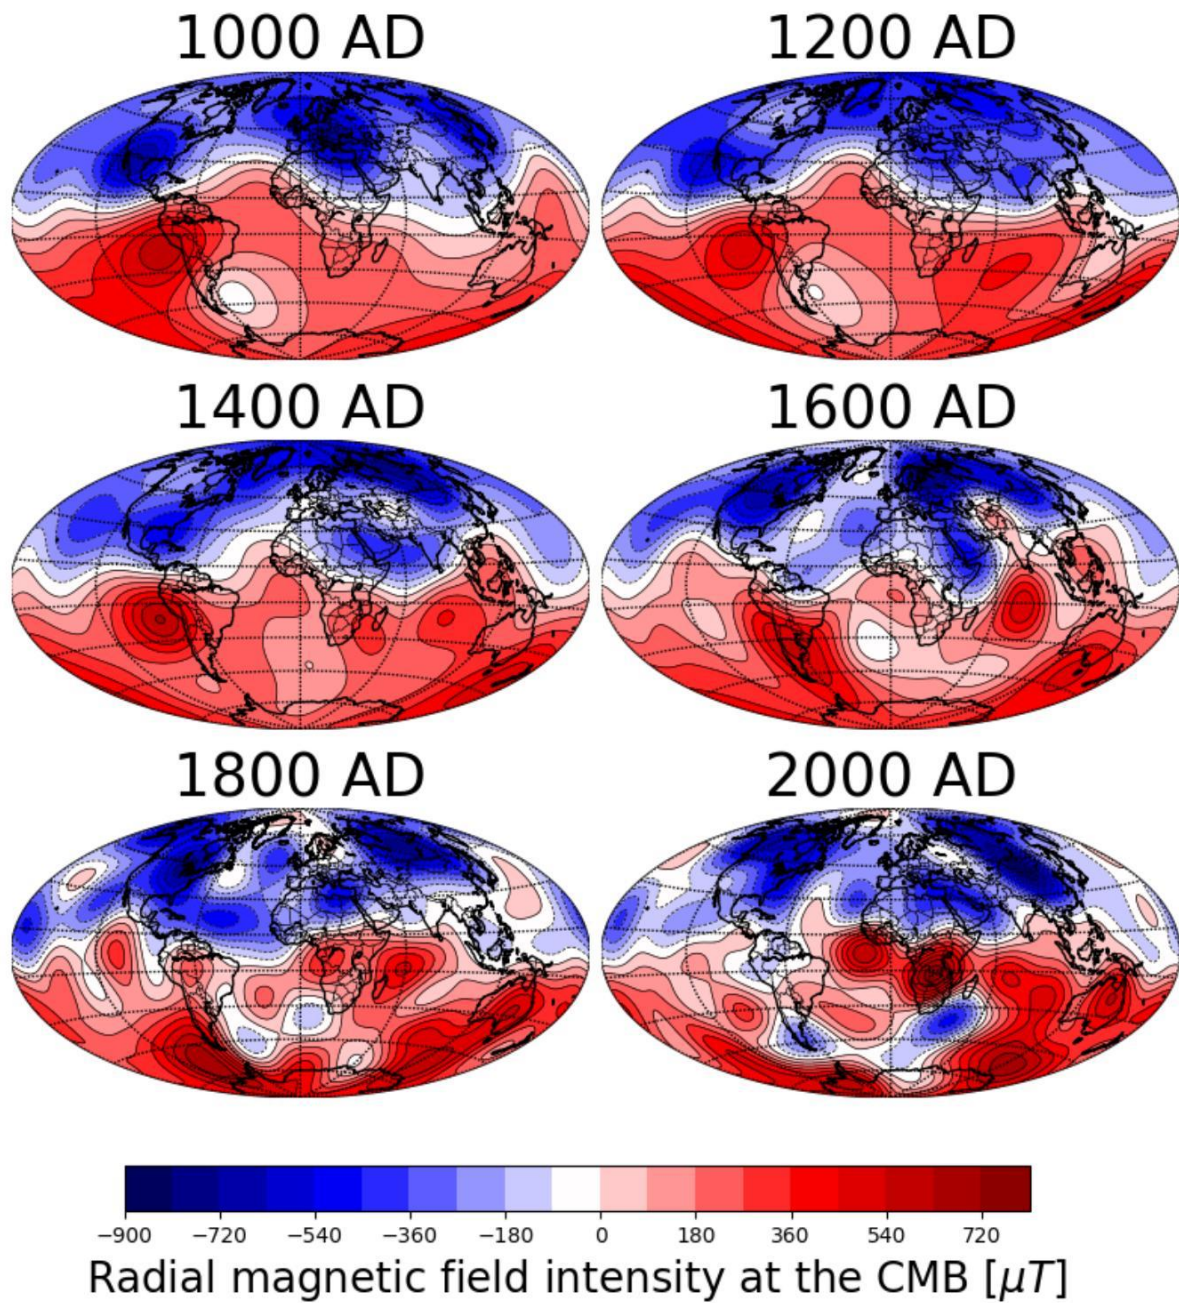 1000 AD 1200 AD
1400 AD 1600 AD
1800 AD 2000 AD
−900 −720 −540 −360 −180 0 180 360 540 720
Radial magnetic field intensity at the CMB [μT]